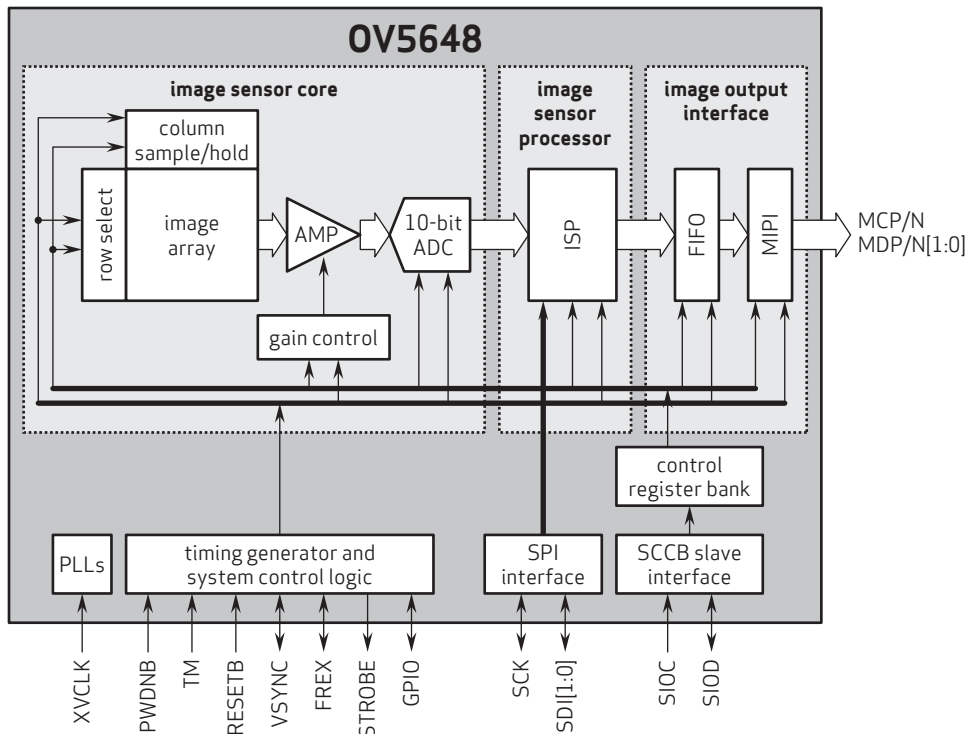 OV5648
image sensor core
image
sensor
processor
image output
interface
column
sample/hold
row select
image
array
AMP
10-bit
ADC
ISP
FIFO
MIPI
MCP/N
MDP/N[1:0]
gain control
control
register bank
PLLs
timing generator and
system control logic
SPI
interface
SCCB slave
interface
XVCLK
PWDNB
TM
RESETB
VSYNC
FREX
STROBE
GPIO
SCK
SDI[1:0]
SIOC
SIOD